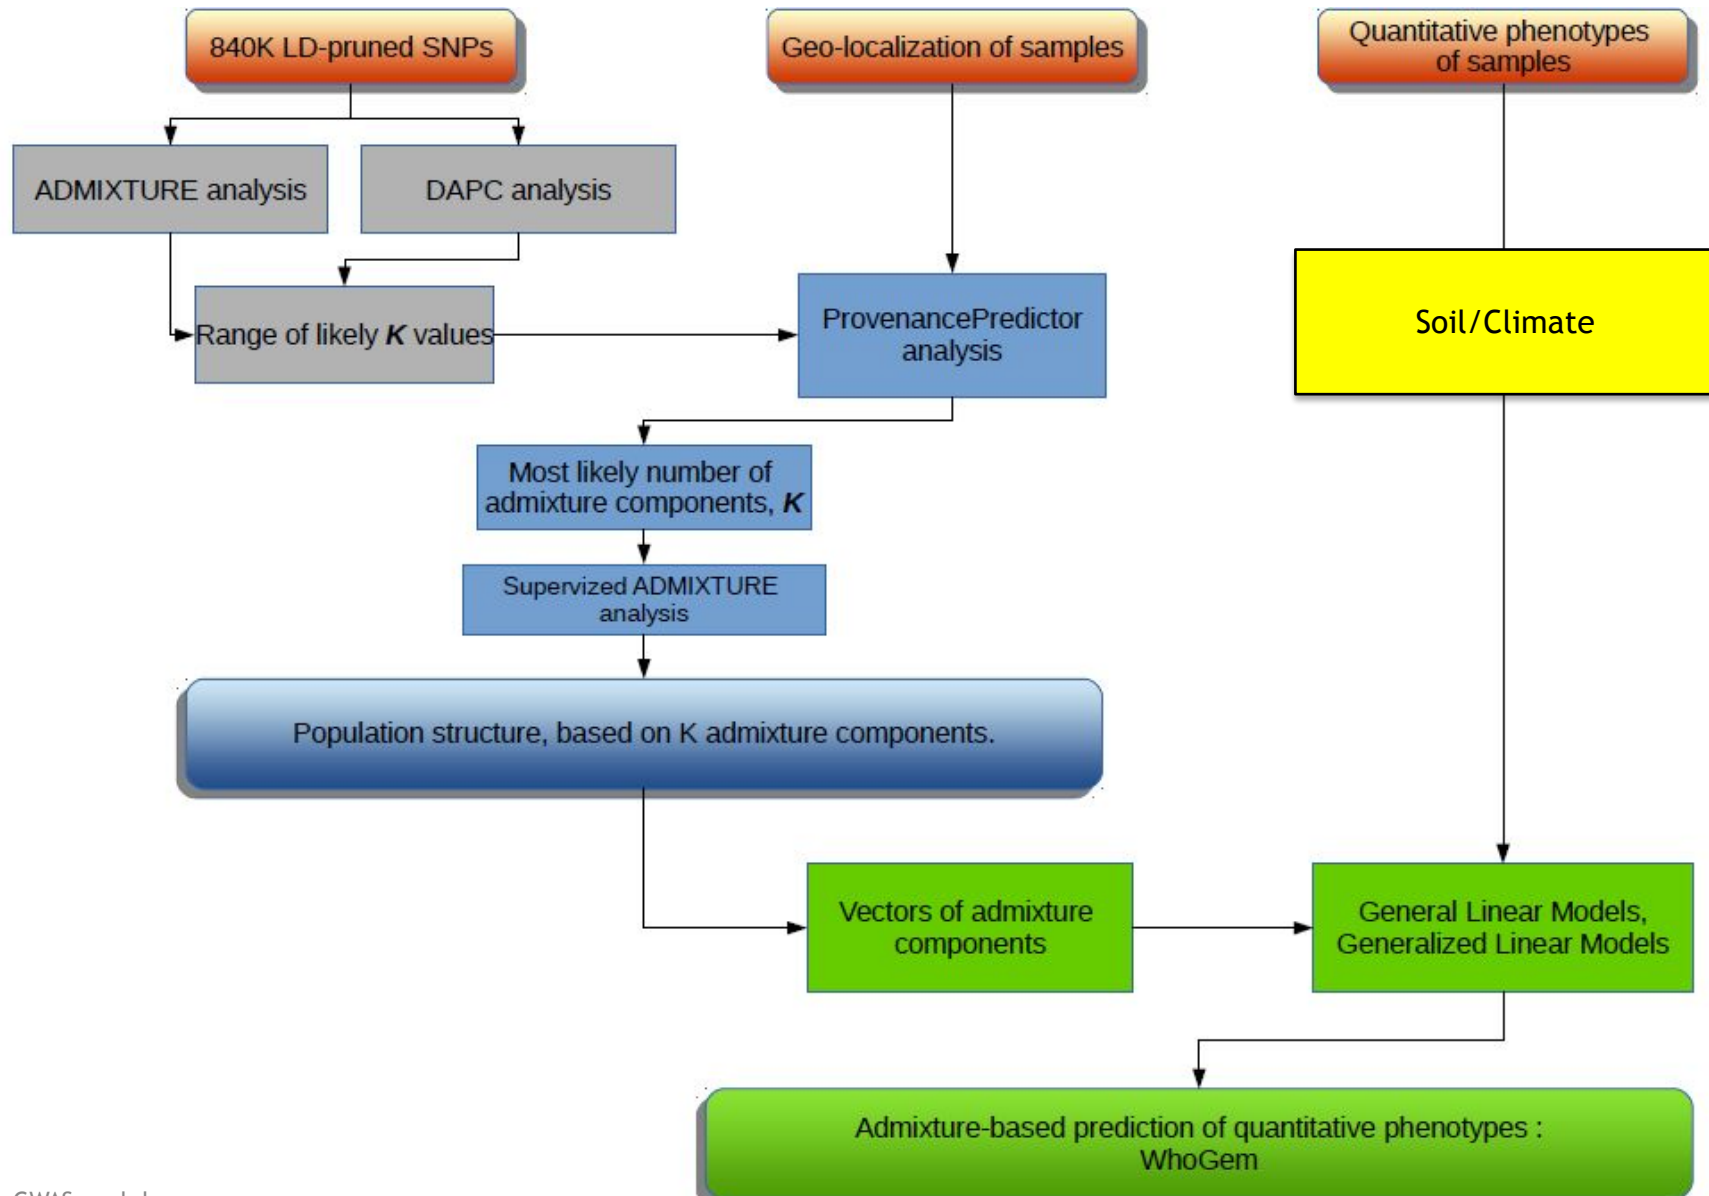 840K LD-pruned SNPs
Geo-localization of samples
Quantitative phenotypes
of samples
ADMIXTURE analysis
DAPC analysis
Soil/Climate
Range of likely K values
ProvenancePredictor
analysis
Most likely number of
admixture components, K
Supervized ADMIXTURE
analysis
Population structure, based on K admixture components.
Vectors of admixture
components
General Linear Models,
Generalized Linear Models
Admixture-based prediction of quantitative phenotypes :
WhoGem